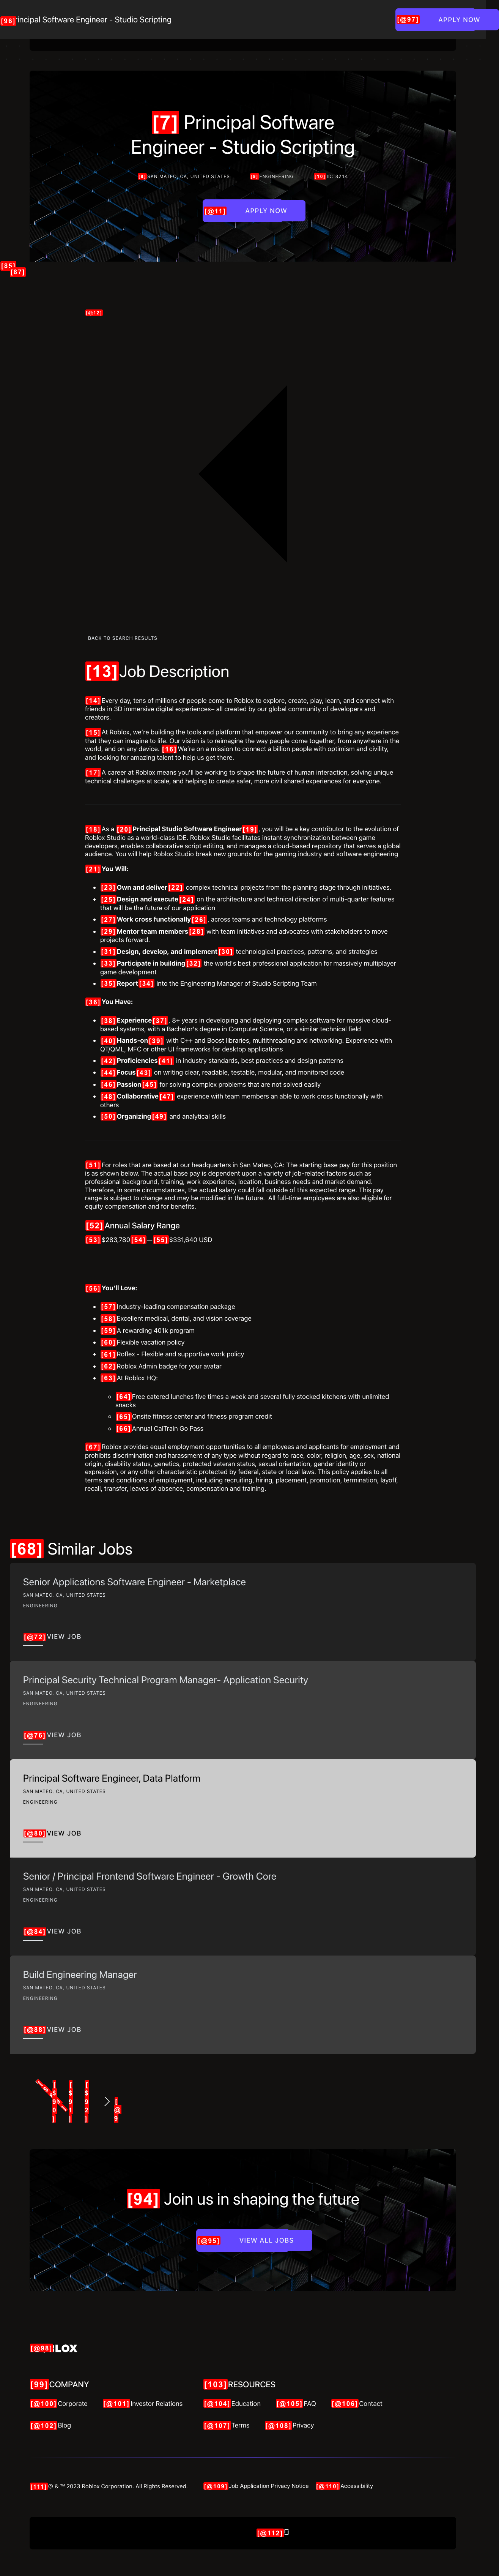 [96]rincipal Software Engineer - Studio Scripting
[@97] APPLY NOW
[7] Principal Software
Engineer - Studio Scripting
[8]SAN MATEO, CA, UNITED STATES [9]ENGINEERING [10]ID: 3214
[@11] APPLY NOW
[85]
[87]
[@12]
BACK TO SEARCH RESULTS
[13]Job Description
[14]Every day, tens of millions of people come to Roblox to explore, create, play, learn, and connect with
friends in 3D immersive digital experiences– all created by our global community of developers and
creators.
[15]At Roblox, we're building the tools and platform that empower our community to bring any experience
that they can imagine to life. Our vision is to reimagine the way people come together, from anywhere in the
world, and on any device. [16]We're on a mission to connect a billion people with optimism and civility,
and looking for amazing talent to help us get there.
[17]A career at Roblox means you'll be working to shape the future of human interaction, solving unique
technical challenges at scale, and helping to create safer, more civil shared experiences for everyone.
[18]As a [20]Principal Studio Software Engineer[19], you will be a key contributor to the evolution of
Roblox Studio as a world-class IDE. Roblox Studio facilitates instant synchronization between game
developers, enables collaborative script editing, and manages a cloud-based repository that serves a global
audience. You will help Roblox Studio break new grounds for the gaming industry and software engineering
[21]You Will:
[23]Own and deliver[22] complex technical projects from the planning stage through initiatives.
[25]Design and execute[24] on the architecture and technical direction of multi-quarter features
that will be the future of our application
[27]Work cross functionally[26], across teams and technology platforms
[29]Mentor team members[28] with team initiatives and advocates with stakeholders to move
projects forward.
[31]Design, develop, and implement[30] technological practices, patterns, and strategies
[33]Participate in building[32] the world's best professional application for massively multiplayer
game development
[35]Report[34] into the Engineering Manager of Studio Scripting Team
[36]You Have:
[38]Experience[37], 8+ years in developing and deploying complex software for massive cloud-
based systems, with a Bachelor's degree in Computer Science, or a similar technical field
[40]Hands-on[39] with C++ and Boost libraries, multithreading and networking. Experience with
QT/QML, MFC or other UI frameworks for desktop applications
[42]Proficiencies[41] in industry standards, best practices and design patterns
[44]Focus[43] on writing clear, readable, testable, modular, and monitored code
[46]Passion[45] for solving complex problems that are not solved easily
[48]Collaborative[47] experience with team members an able to work cross functionally with
others
[50]Organizing[49] and analytical skills
[51]For roles that are based at our headquarters in San Mateo, CA: The starting base pay for this position
is as shown below. The actual base pay is dependent upon a variety of job-related factors such as
professional background, training, work experience, location, business needs and market demand.
Therefore, in some circumstances, the actual salary could fall outside of this expected range. This pay
range is subject to change and may be modified in the future. All full-time employees are also eligible for
equity compensation and for benefits.
[52]Annual Salary Range
[53]$283,780[54]—[55]$331,640 USD
[56]You'll Love:
[57]Industry-leading compensation package
[58]Excellent medical, dental, and vision coverage
[59]A rewarding 401k program
[60]Flexible vacation policy
[61]Roflex - Flexible and supportive work policy
[62]Roblox Admin badge for your avatar
[63]At Roblox HQ:
[64]Free catered lunches five times a week and several fully stocked kitchens with unlimited
snacks
[65]Onsite fitness center and fitness program credit
[66]Annual CalTrain Go Pass
[67]Roblox provides equal employment opportunities to all employees and applicants for employment and
prohibits discrimination and harassment of any type without regard to race, color, religion, age, sex, national
origin, disability status, genetics, protected veteran status, sexual orientation, gender identity or
expression, or any other characteristic protected by federal, state or local laws. This policy applies to all
terms and conditions of employment, including recruiting, hiring, placement, promotion, termination, layoff,
recall, transfer, leaves of absence, compensation and training.
[68] Similar Jobs
Senior Applications Software Engineer - Marketplace
SAN MATEO, CA, UNITED STATES
ENGINEERING
[@72]VIEW JOB
Principal Security Technical Program Manager- Application Security
SAN MATEO, CA, UNITED STATES
ENGINEERING
[@76]VIEW JOB
Principal Software Engineer, Data Platform
SAN MATEO, CA, UNITED STATES
ENGINEERING
[@80]VIEW JOB
Senior / Principal Frontend Software Engineer - Growth Core
SAN MATEO, CA, UNITED STATES
ENGINEERING
[@84]VIEW JOB
Build Engineering Manager
SAN MATEO, CA, UNITED STATES
ENGINEERING
[@88]VIEW JOB
[$90] [$91] [$92] [@9
[94] Join us in shaping the future
[@95] VIEW ALL JOBS
[@98]LOX
[99]COMPANY
[103]RESOURCES
[@100]Corporate [@101]Investor Relations [@104]Education [@105]FAQ [@106]Contact
[@102]Blog [@107]Terms [@108]Privacy
[111]© & ™ 2023 Roblox Corporation. All Rights Reserved. [@109]Job Application Privacy Notice [@110]Accessibility
[@112]